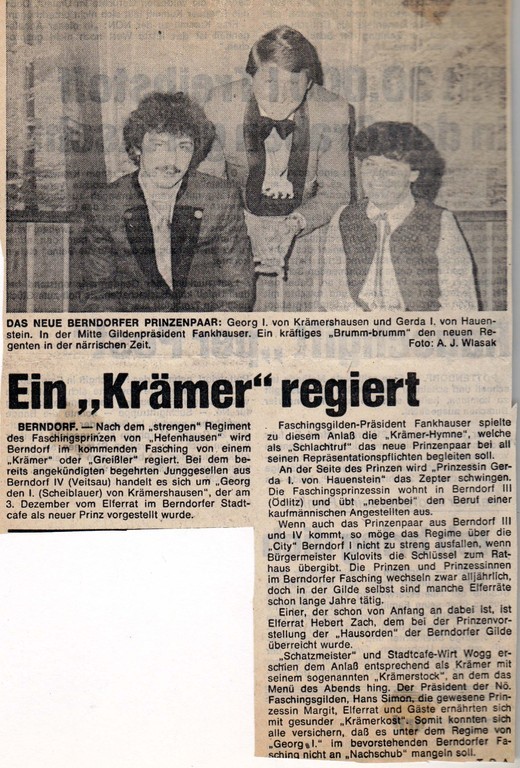 DAS NEUE BERNDORFER PRINZENPAAR: Georg I. von Krämershausen und Gerda I. von Hauen-
stein. In der Mitte Gildenpräsident Fankhauser. Ein kräftiges „Brumm-brumm" den neuen Re-
genten in der närrischen Zeit. Foto: A. J. Wlasak
Ein „Krämer" regiert
BERNDORF. — Nach dem „strengen" Regiment
des Faschingsprinzen von „Hefenhausen" wird
Berndorf im kommenden Fasching von einem
„Krämer" oder „Greißler" regiert. Bei dem be-
reits angekündigten begehrten Junggesellen aus
Berndorf IV (Veitsau) handelt es sich um „Georg
den I. (Scheiblauer) von Krämershausen", der am
3. Dezember vom Elferrat im Berndorfer Stadt-
cafe als neuer Prinz vorgestellt wurde.
Faschingsgilden-Präsident Fankhauser spielte
zu diesem Anlaß die „Krämer-Hymne", welche
als „Schlachtruf" das neue Prinzenpaar bei all
seinen Repräsentationspflichten begleiten soll.
An der Seite des Prinzen wird „Prinzessin Ger-
da I. von Hauenstein" das Zepter schwingen.
Die Faschingsprinzessin wohnt in Berndorf III
(Ödlitz) und übt „nebenbei" den Beruf einer
kaufmännischen Angestellten aus.
Wenn auch das Prinzenpaar aus Berndorf III
und IV kommt, so möge das Regime über die
„City" Berndorf I nicht zu streng ausfallen, wenn
Bürgermeister Kulovits die Schlüssel zum Rat-
haus übergibt. Die Prinzen und Prinzessinnen
im Berndorfer Fasching wechseln zwar alljährlich,
doch in der Gilde selbst sind manche Elferräte
schon lange Jahre tätig.
Einer, der schon von Anfang an dabei ist, ist
Elferrat Hebert Zach, dem bei der Prinzenvor-
stellung der „Hausorden" der Berndorfer Gilde
überreicht wurde.
„Schatzmeister" und Stadtcafe-Wirt Wogg er-
schien dem Anlaß entsprechend als Krämer mit
seinem sogenannten „Krämerstock", an dem das
Menü des Abends hing. Der Präsident der Nö.
Faschingsgilden, Hans Simon, die gewesene Prin-
zessin Margit, Elferrat und Gäste ernährten sich
mit gesunder „Krämerkost". Somit konnten sich
alle versichern, daß es unter dem Regime von
„Georg I." im bevorstehenden Berndorfer Fa-
sching nicht an „Nachschub" mangeln soll.